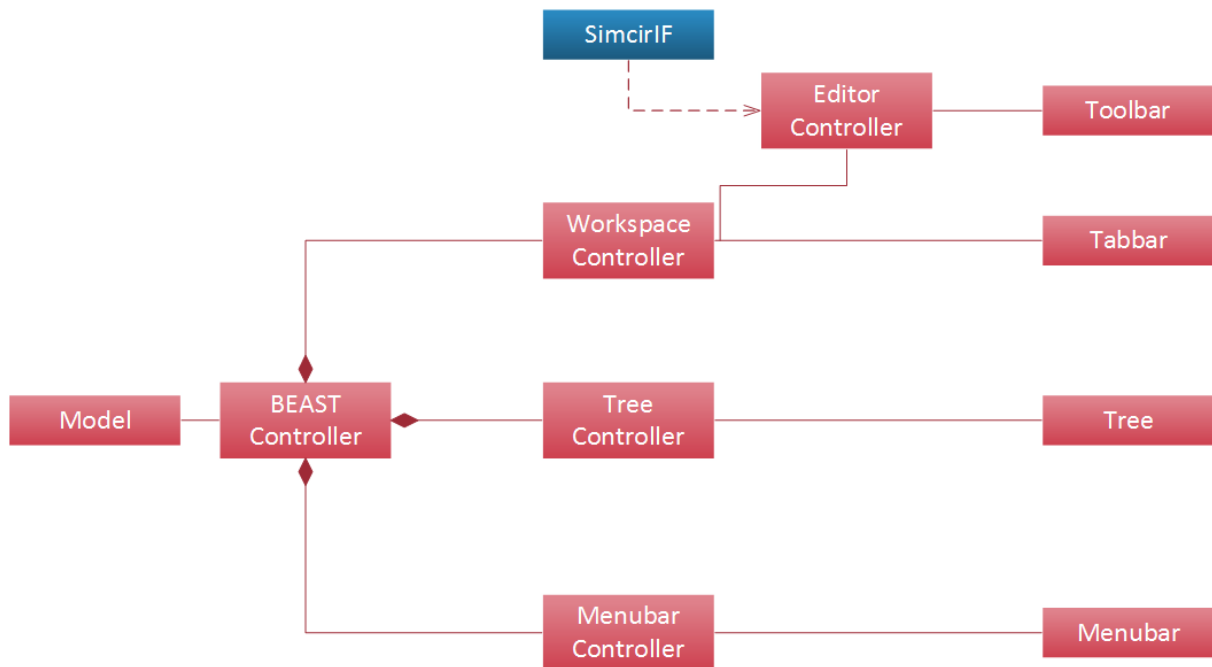 SimcirIF
Editor
Controller
Toolbar
Workspace
Controller
Tabbar
Model
BEAST
Controller
Tree
Controller
Tree
Menubar
Controller
Menubar